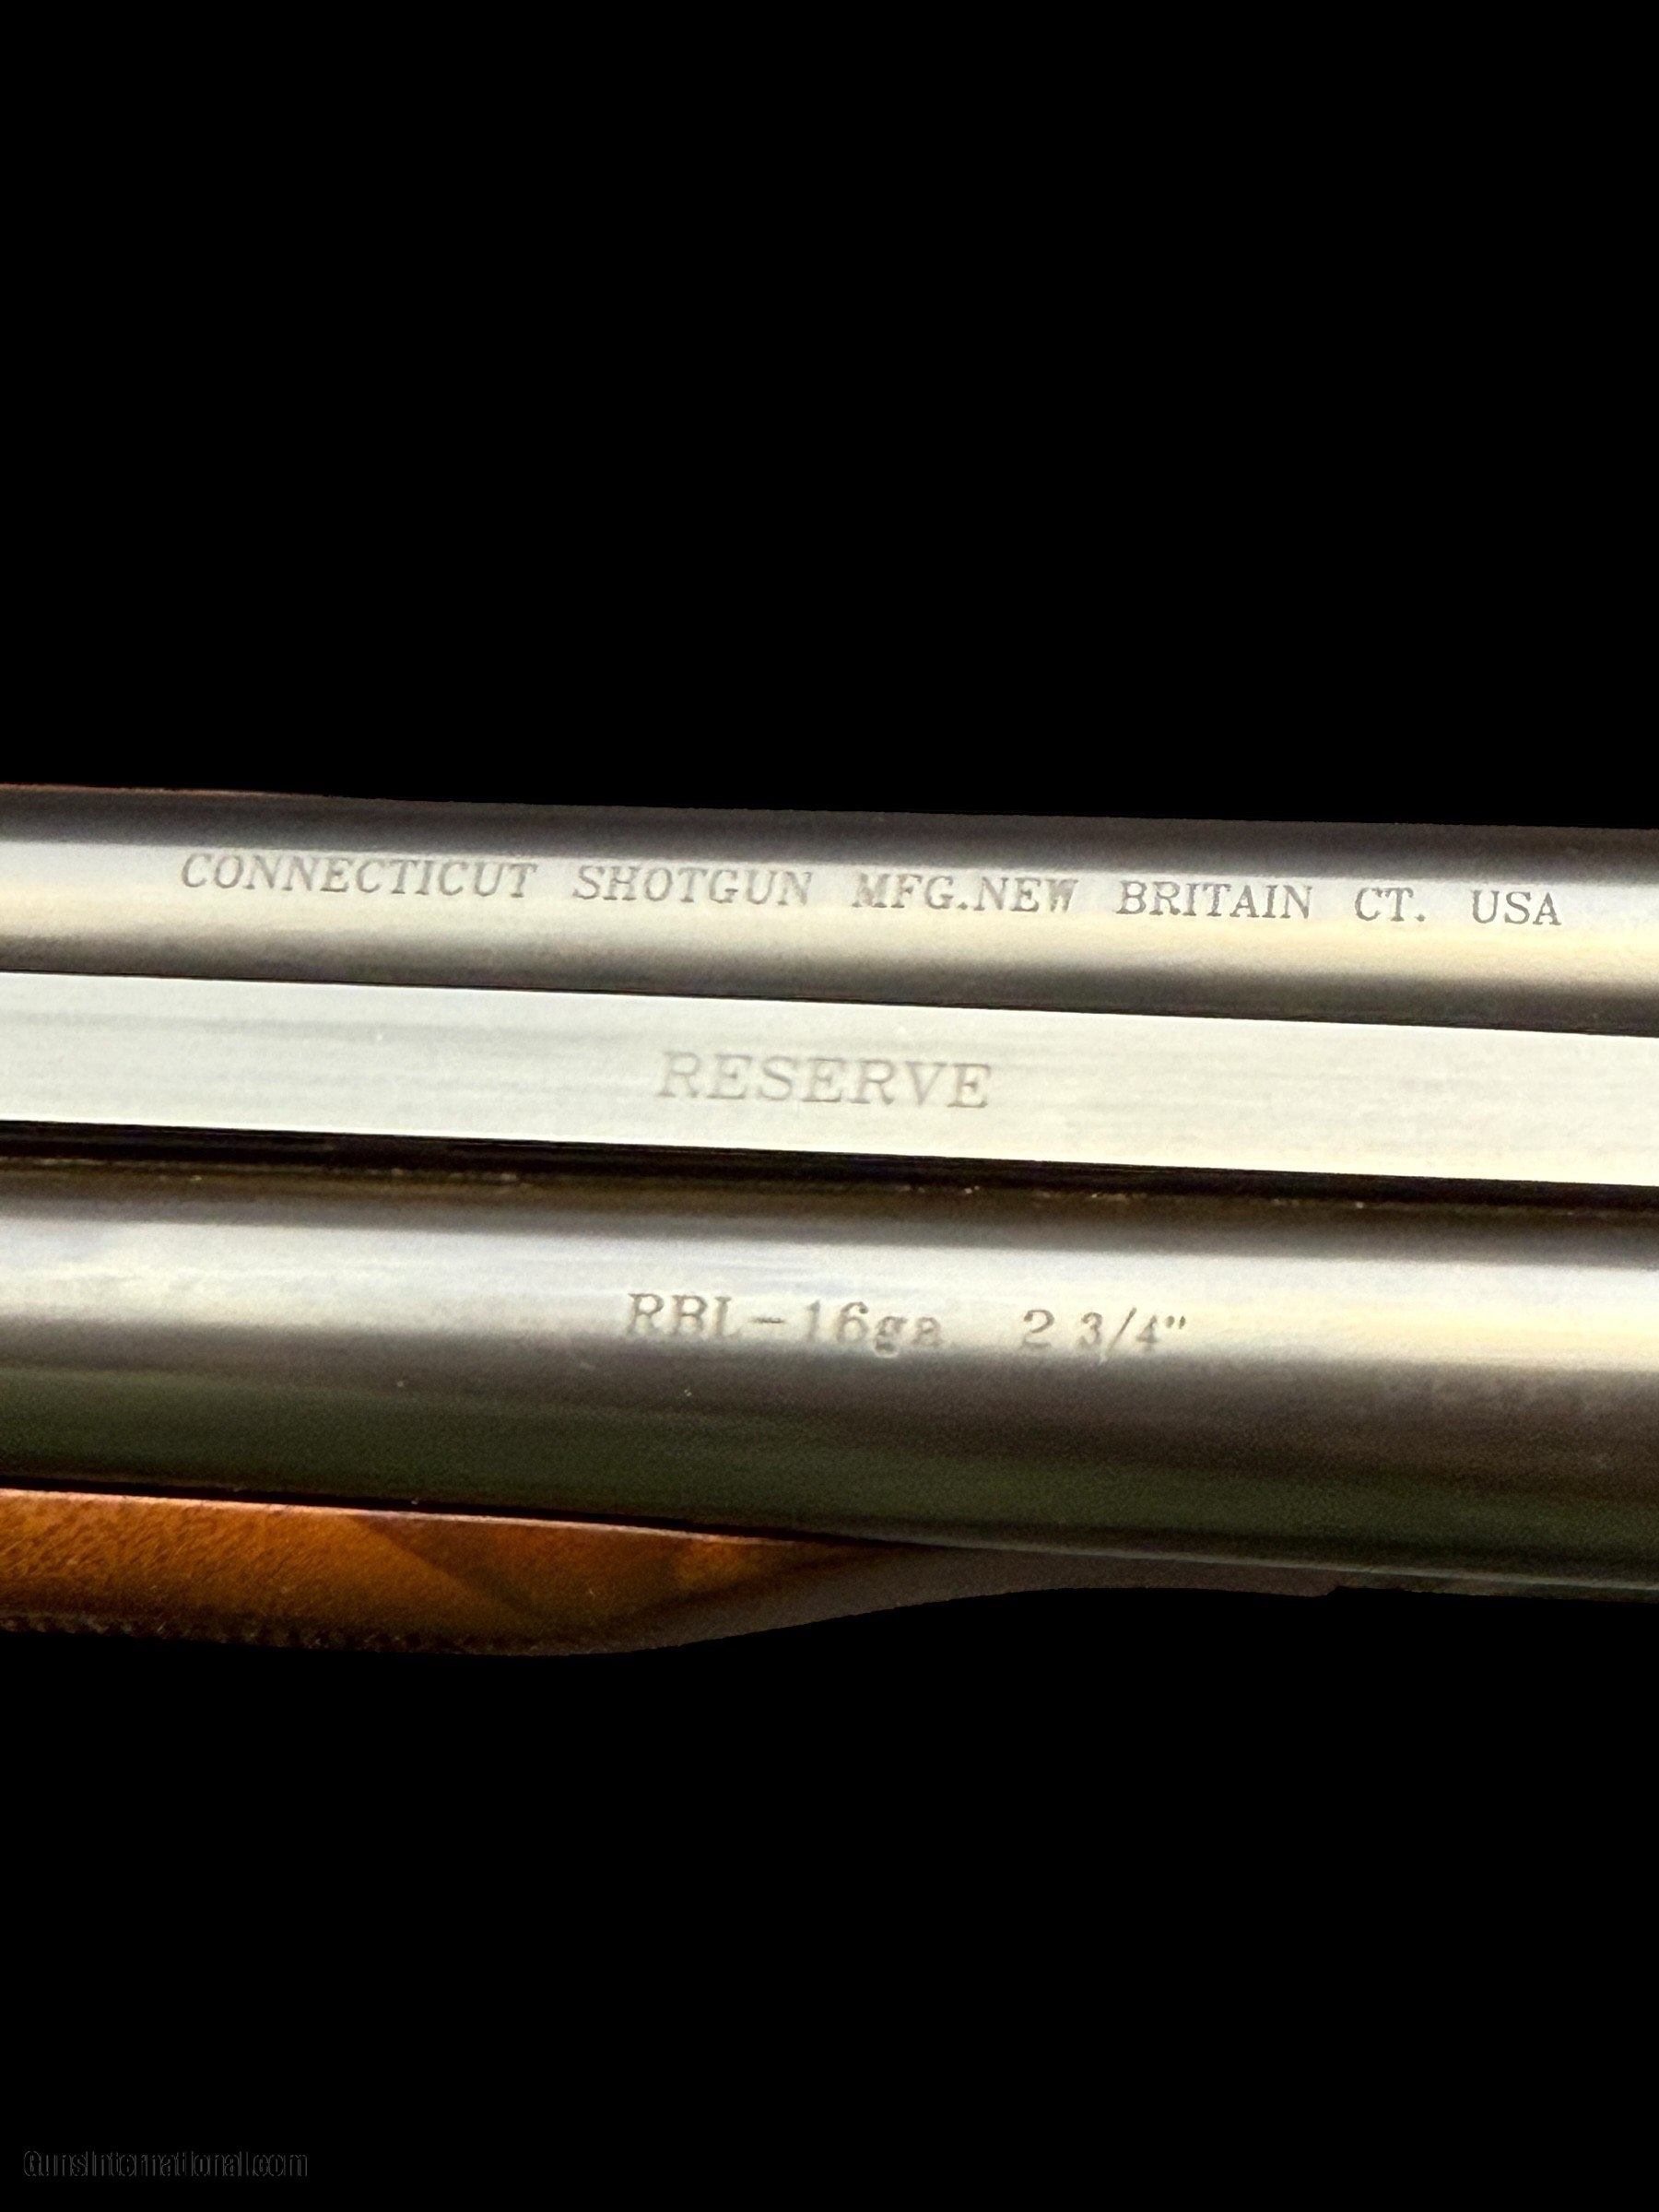 CONNECTICUT SHOTGUN MFG.NEW BRITAIN CT. USA
RESERVE
RBL-16ga 2 3/4"
GunsInternational.com